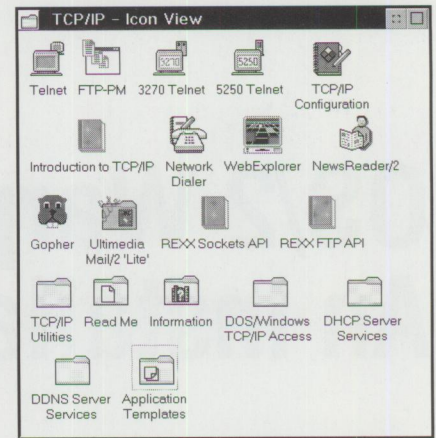 TCP/IP - Icon View
Telnet FTP-PM 3270 Telnet 5250 Telnet TCP/IP
Configuration
Introduction to TCP/IP Network WebExplorer NewsReader/2
Dialer
Gopher Ultimedia REXX Sockets API REXX FTP API
Mail/2 'Lite'
TCP/IP Read Me Information DOS/Windows DHCP Server
Utilities TCP/IP Access Services
DDNS Server Application
Services Templates